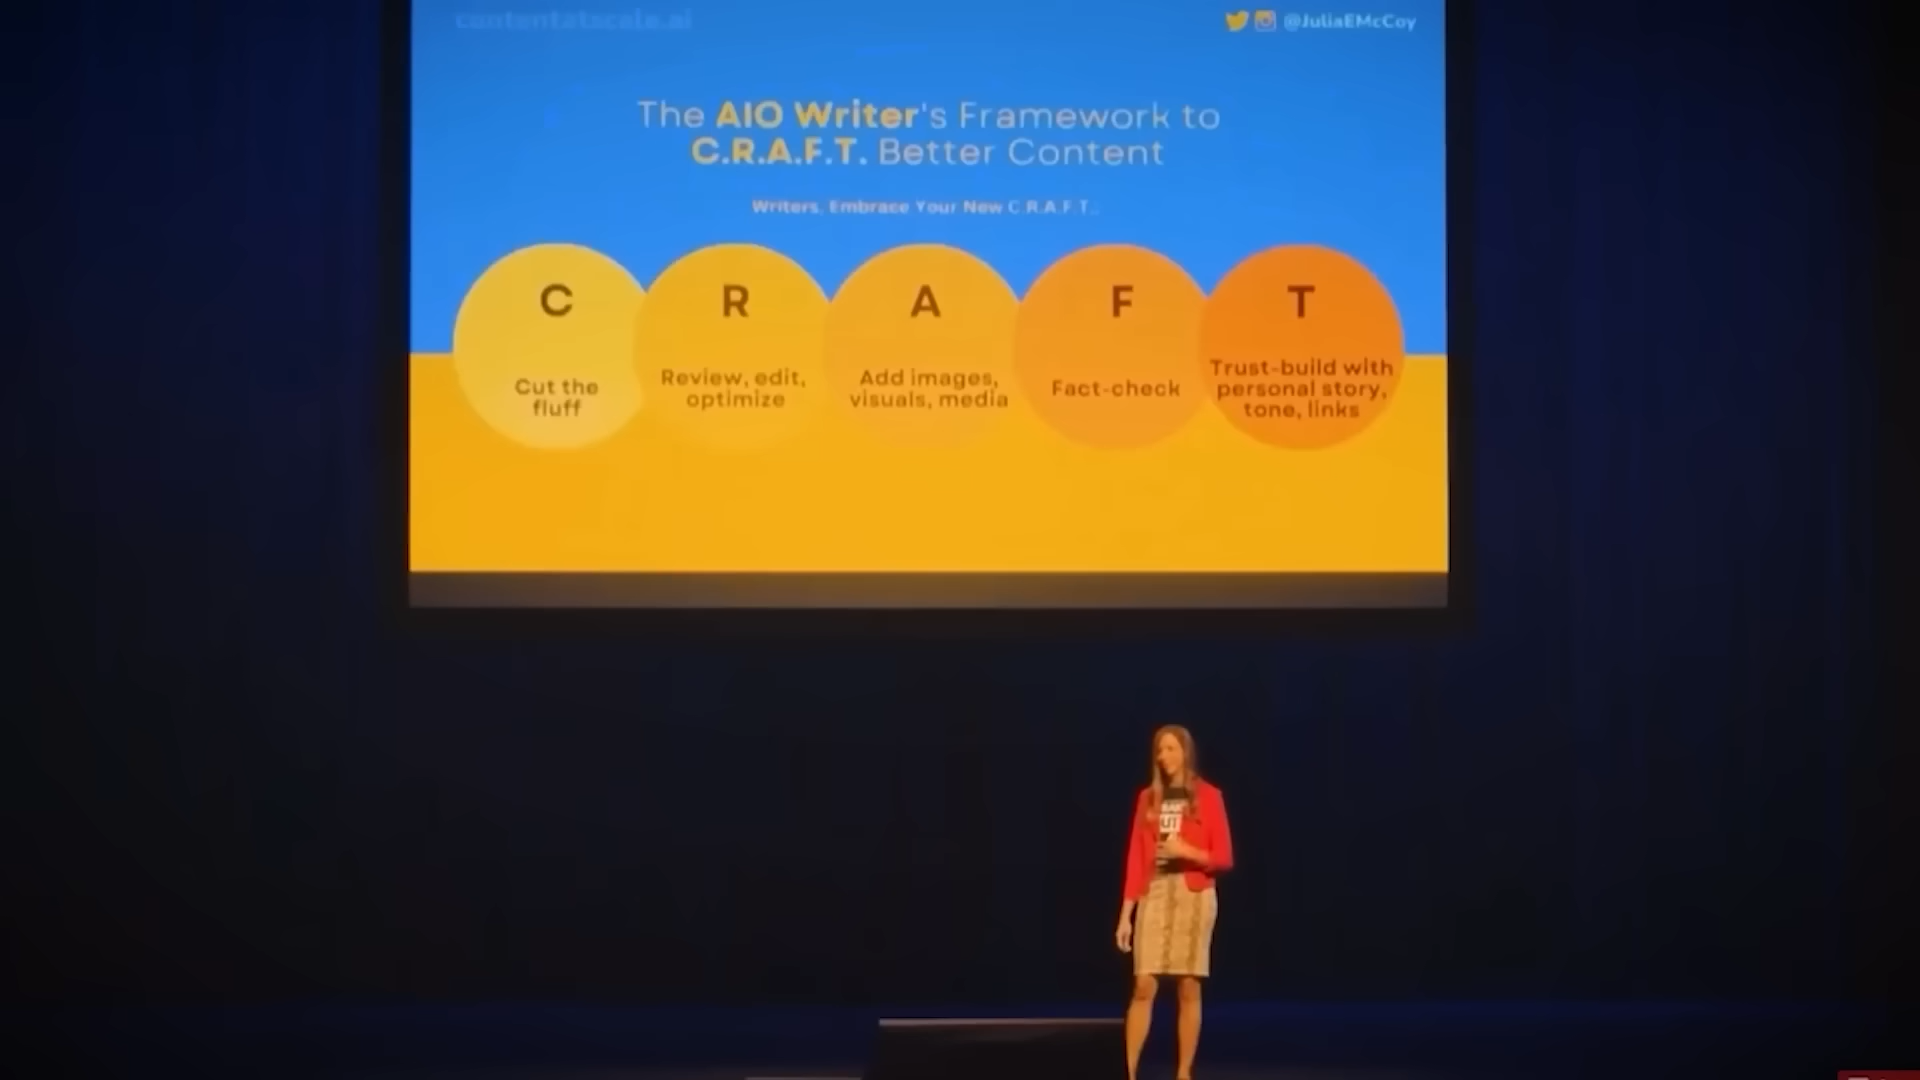 contentatscale.ai
@JuliaEMcCoy
The AIO Writer's Framework to
C.R.A.F.T. Better Content
Writers, Embrace Your New C.R.A.F.T.
C
Cut the
fluff
R
Review, edit,
optimize
A
Add images,
visuals, media
F
Fact-check
T
Trust-build with
personal story,
tone, links
UT